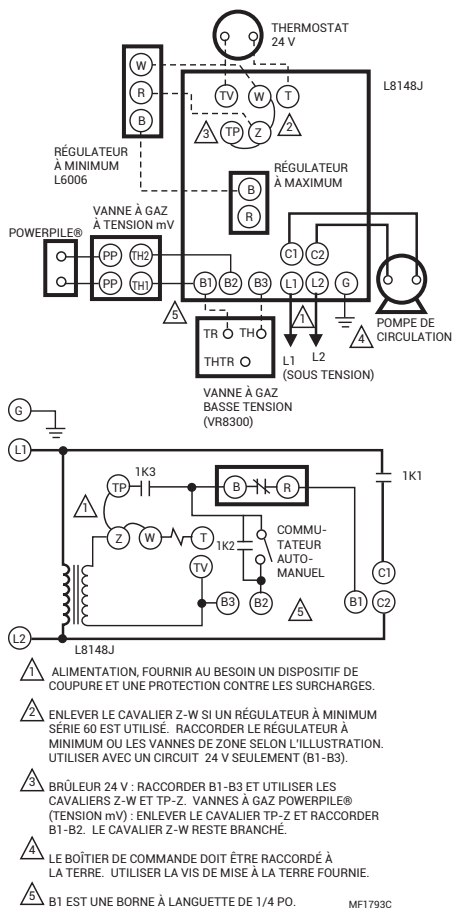 THERMOSTAT
24 V
L8148J
W
R
B
TV
W
T
3
TP
Z
2
RÉGULATEUR
À MINIMUM
L6006
RÉGULATEUR
À MAXIMUM
B
R
VANNE À GAZ
À TENSION mV
POWERPILE®
PP
TH2
PP
TH1
C1
C2
B1
B2
B3
L1
L2
G
5
1
4
POMPE DE
CIRCULATION
TR
TH
THTR
L1
L2
(SOUS TENSION)
VANNE À GAZ
BASSE TENSION
(VR8300)
G
L1
1K3
TP
B
R
1K1
1
Z
W
T
1K2
COMMU-
TATEUR
AUTO-
MANUEL
TV
C1
B3
B2
5
B1
C2
L2
L8148J
1 ALIMENTATION, FOURNIR AU BESOIN UN DISPOSITIF DE
COUPURE ET UNE PROTECTION CONTRE LES SURCHARGES.
2 ENLEVER LE CAVALIER Z-W SI UN RÉGULATEUR À MINIMUM
SÉRIE 60 EST UTILISÉ. RACCORDER LE RÉGULATEUR À
MINIMUM OU LES VANNES DE ZONE SELON L'ILLUSTRATION.
UTILISER AVEC UN CIRCUIT 24 V SEULEMENT (B1-B3).
3 BRÛLEUR 24 V : RACCORDER B1-B3 ET UTILISER LES
CAVALIERS Z-W ET TP-Z. VANNES À GAZ POWERPILE®
(TENSION mV) : ENLEVER LE CAVALIER TP-Z ET RACCORDER
B1-B2. LE CAVALIER Z-W RESTE BRANCHÉ.
4 LE BOÎTIER DE COMMANDE DOIT ÊTRE RACCORDÉ À
LA TERRE. UTILISER LA VIS DE MISE À LA TERRE FOURNIE.
5 B1 EST UNE BORNE À LANGUETTE DE 1/4 PO.
MF1793C